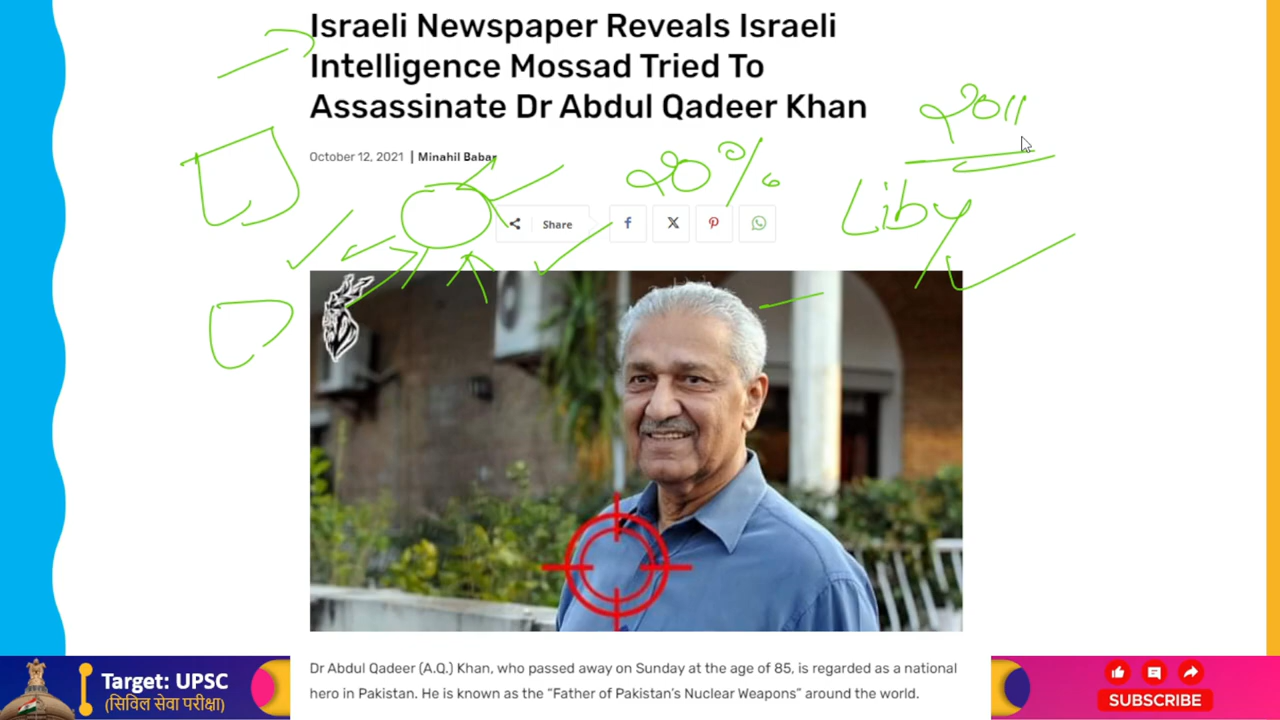 Israeli Newspaper Reveals Israeli
Intelligence Mossad Tried To
Assassinate Dr Abdul Qadeer Khan
2011
October 12, 2021 | Minahil Babar
20%
Liby
Share
Dr Abdul Qadeer (A.Q.) Khan, who passed away on Sunday at the age of 85, is regarded as a national
hero in Pakistan. He is known as the “Father of Pakistan’s Nuclear Weapons” around the world.
Target: UPSC
(सिविल सेवा परीक्षा)
SUBSCRIBE